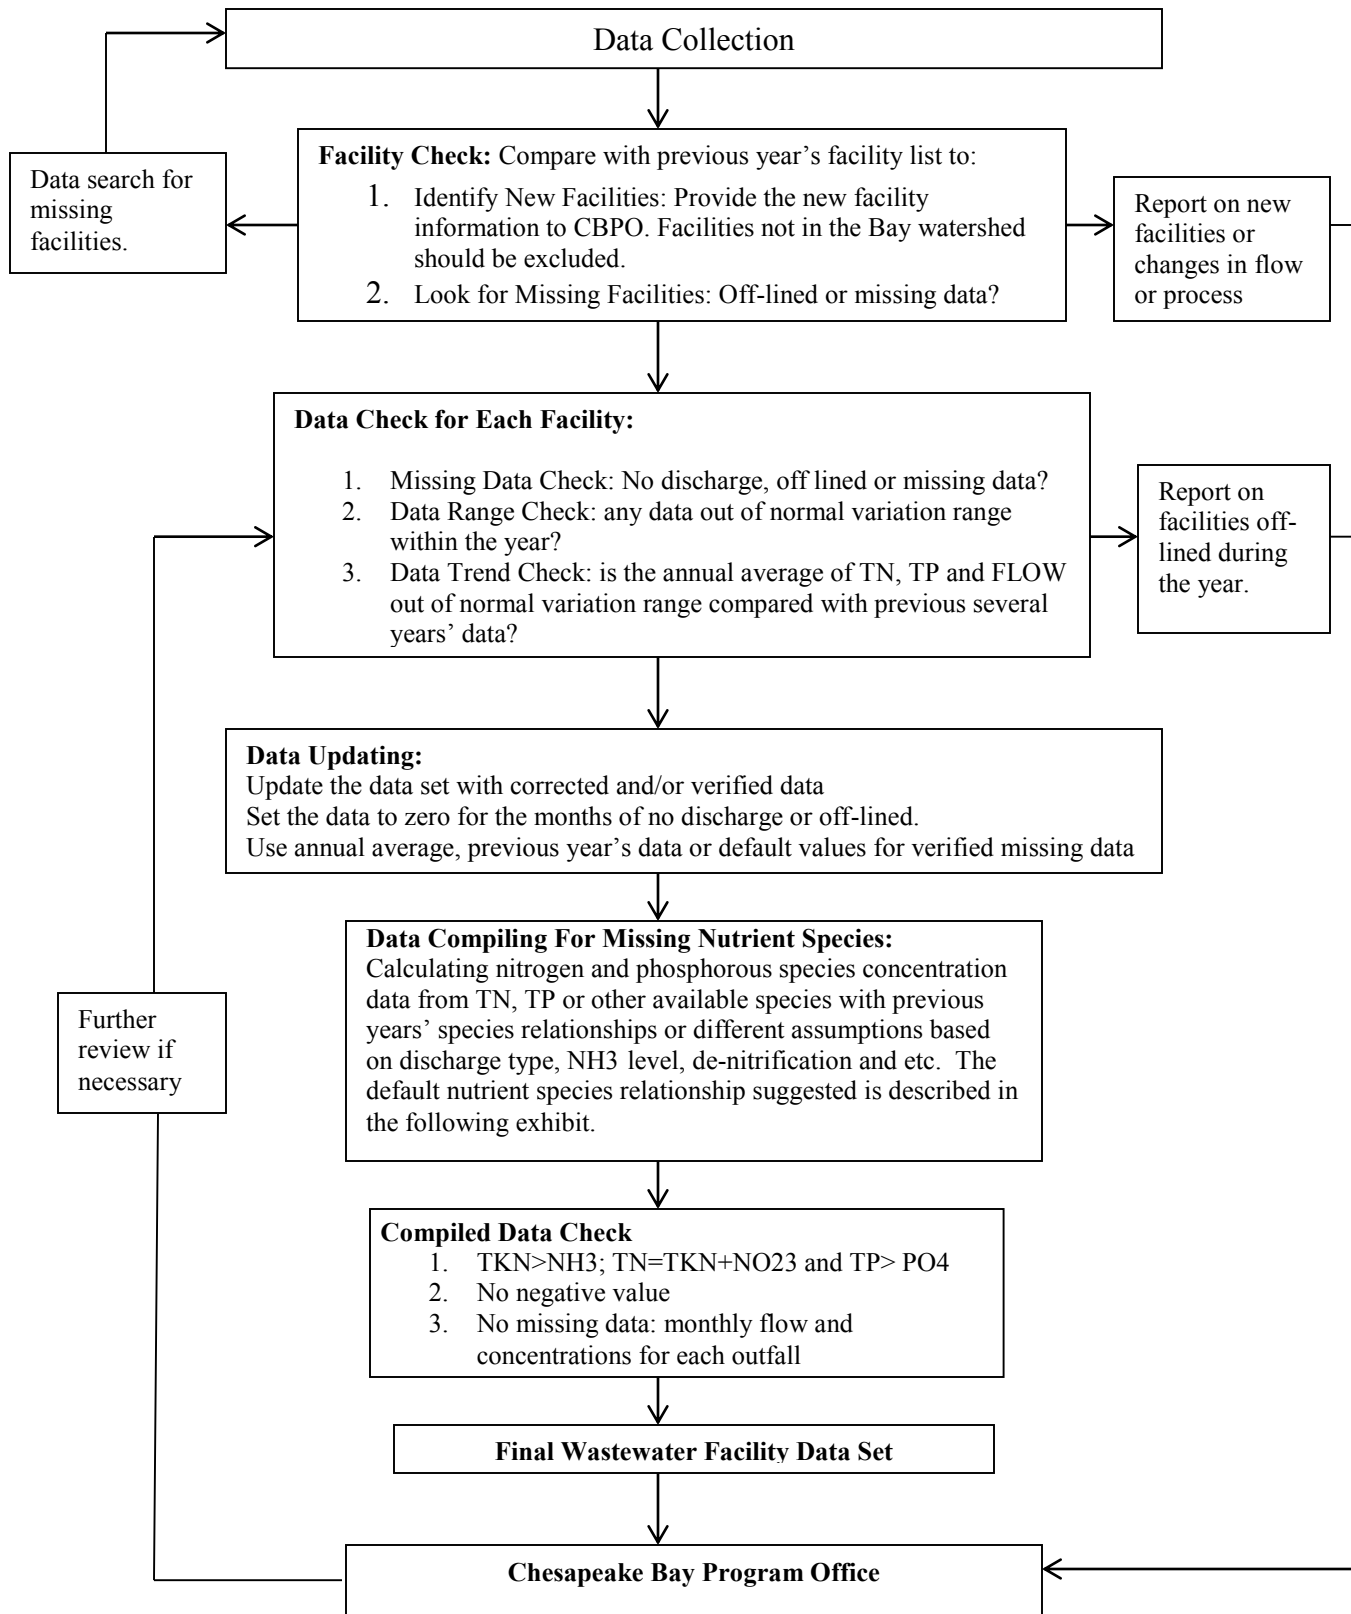 Data Collection
Facility Check: Compare with previous year’s facility list to:
1. Identify New Facilities: Provide the new facility
information to CBPO. Facilities not in the Bay watershed
should be excluded.
2. Look for Missing Facilities: Off-lined or missing data?
Data search for
missing
facilities.
Report on new
facilities or
changes in flow
or process
Data Check for Each Facility:
1. Missing Data Check: No discharge, off lined or missing data?
2. Data Range Check: any data out of normal variation range
within the year?
3. Data Trend Check: is the annual average of TN, TP and FLOW
out of normal variation range compared with previous several
years’ data?
Report on
facilities off-
lined during
the year.
Data Updating:
Update the data set with corrected and/or verified data
Set the data to zero for the months of no discharge or off-lined.
Use annual average, previous year’s data or default values for verified missing data
Data Compiling For Missing Nutrient Species:
Calculating nitrogen and phosphorous species concentration
data from TN, TP or other available species with previous
years’ species relationships or different assumptions based
on discharge type, NH3 level, de-nitrification and etc.  The
default nutrient species relationship suggested is described in
the following exhibit.
Further
review if
necessary
Compiled Data Check
1. TKN>NH3; TN=TKN+NO23 and TP> PO4
2. No negative value
3. No missing data: monthly flow and
concentrations for each outfall
Final Wastewater Facility Data Set
Chesapeake Bay Program Office